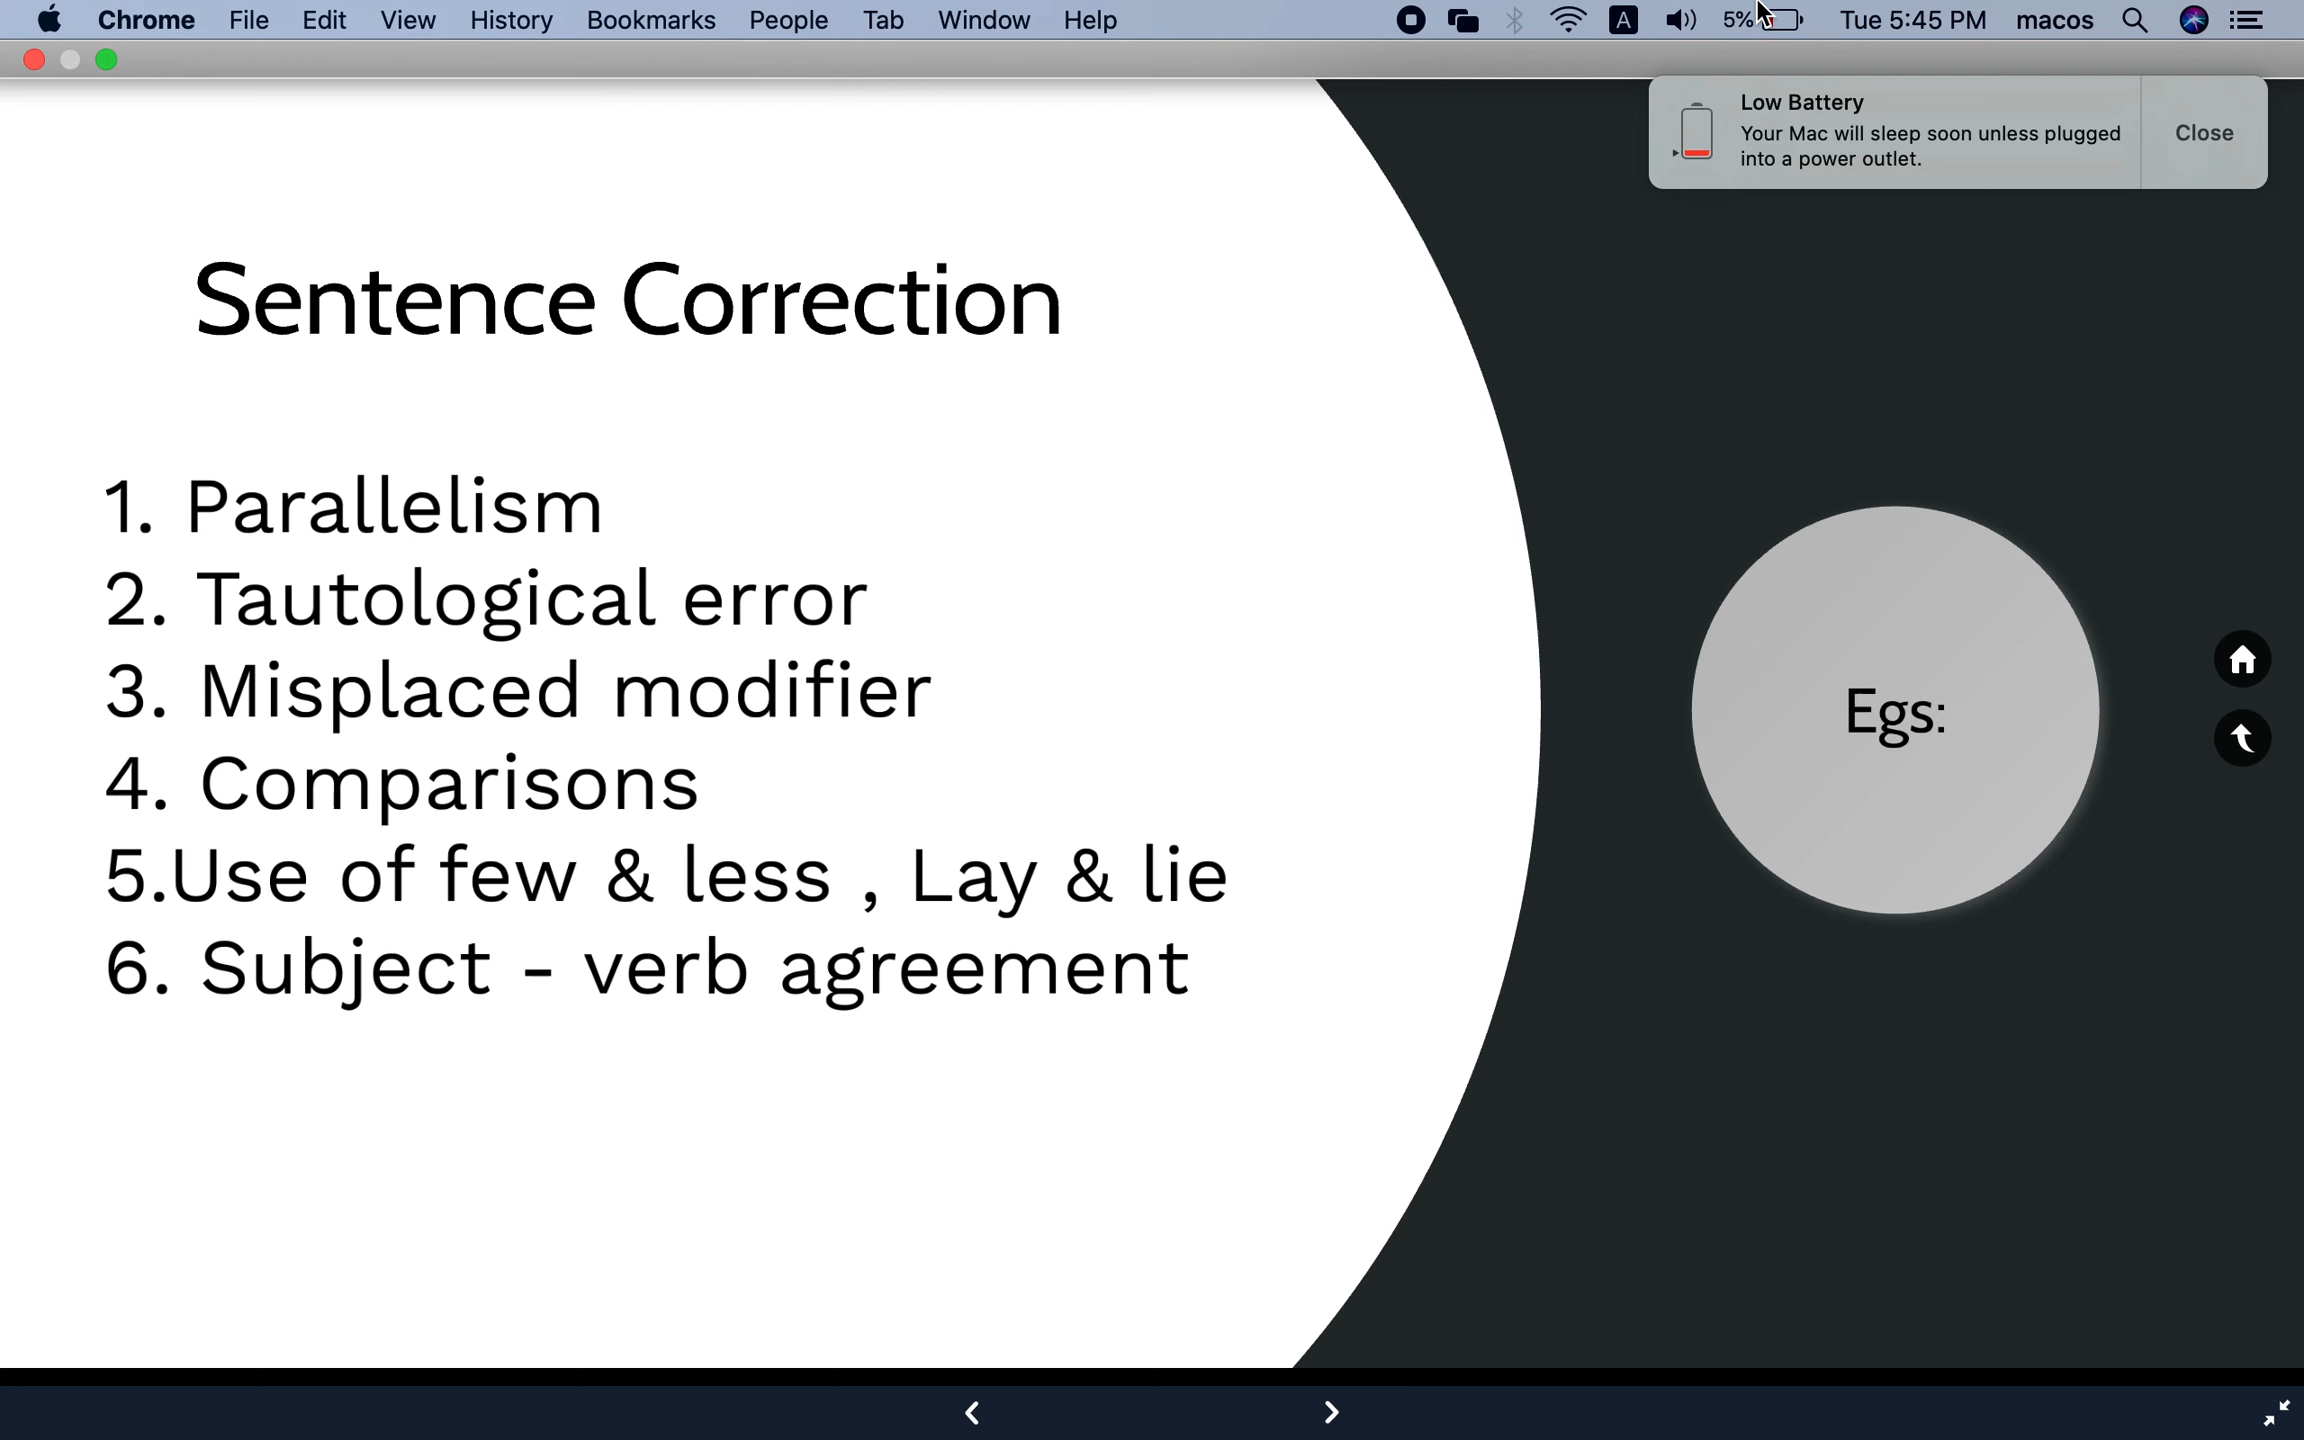 Chrome File Edit View History Bookmarks People Tab Window Help A 5% Tue 5:45 PM macos
Low Battery
Your Mac will sleep soon unless plugged
into a power outlet.
Close
Sentence Correction
1. Parallelism
2. Tautological error
3. Misplaced modifier
4. Comparisons
5.Use of few & less , Lay & lie
6. Subject - verb agreement
Egs: